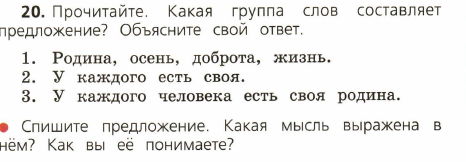 20. Прочитайте. Какая группа слов составляет
предложение? Объясните свой ответ.
1. Родина, осень, доброта, жизнь.
2. У каждого есть своя.
3. У каждого человека есть своя родина.
● Спишите предложение. Какая мысль выражена в
нём? Как вы её понимаете?